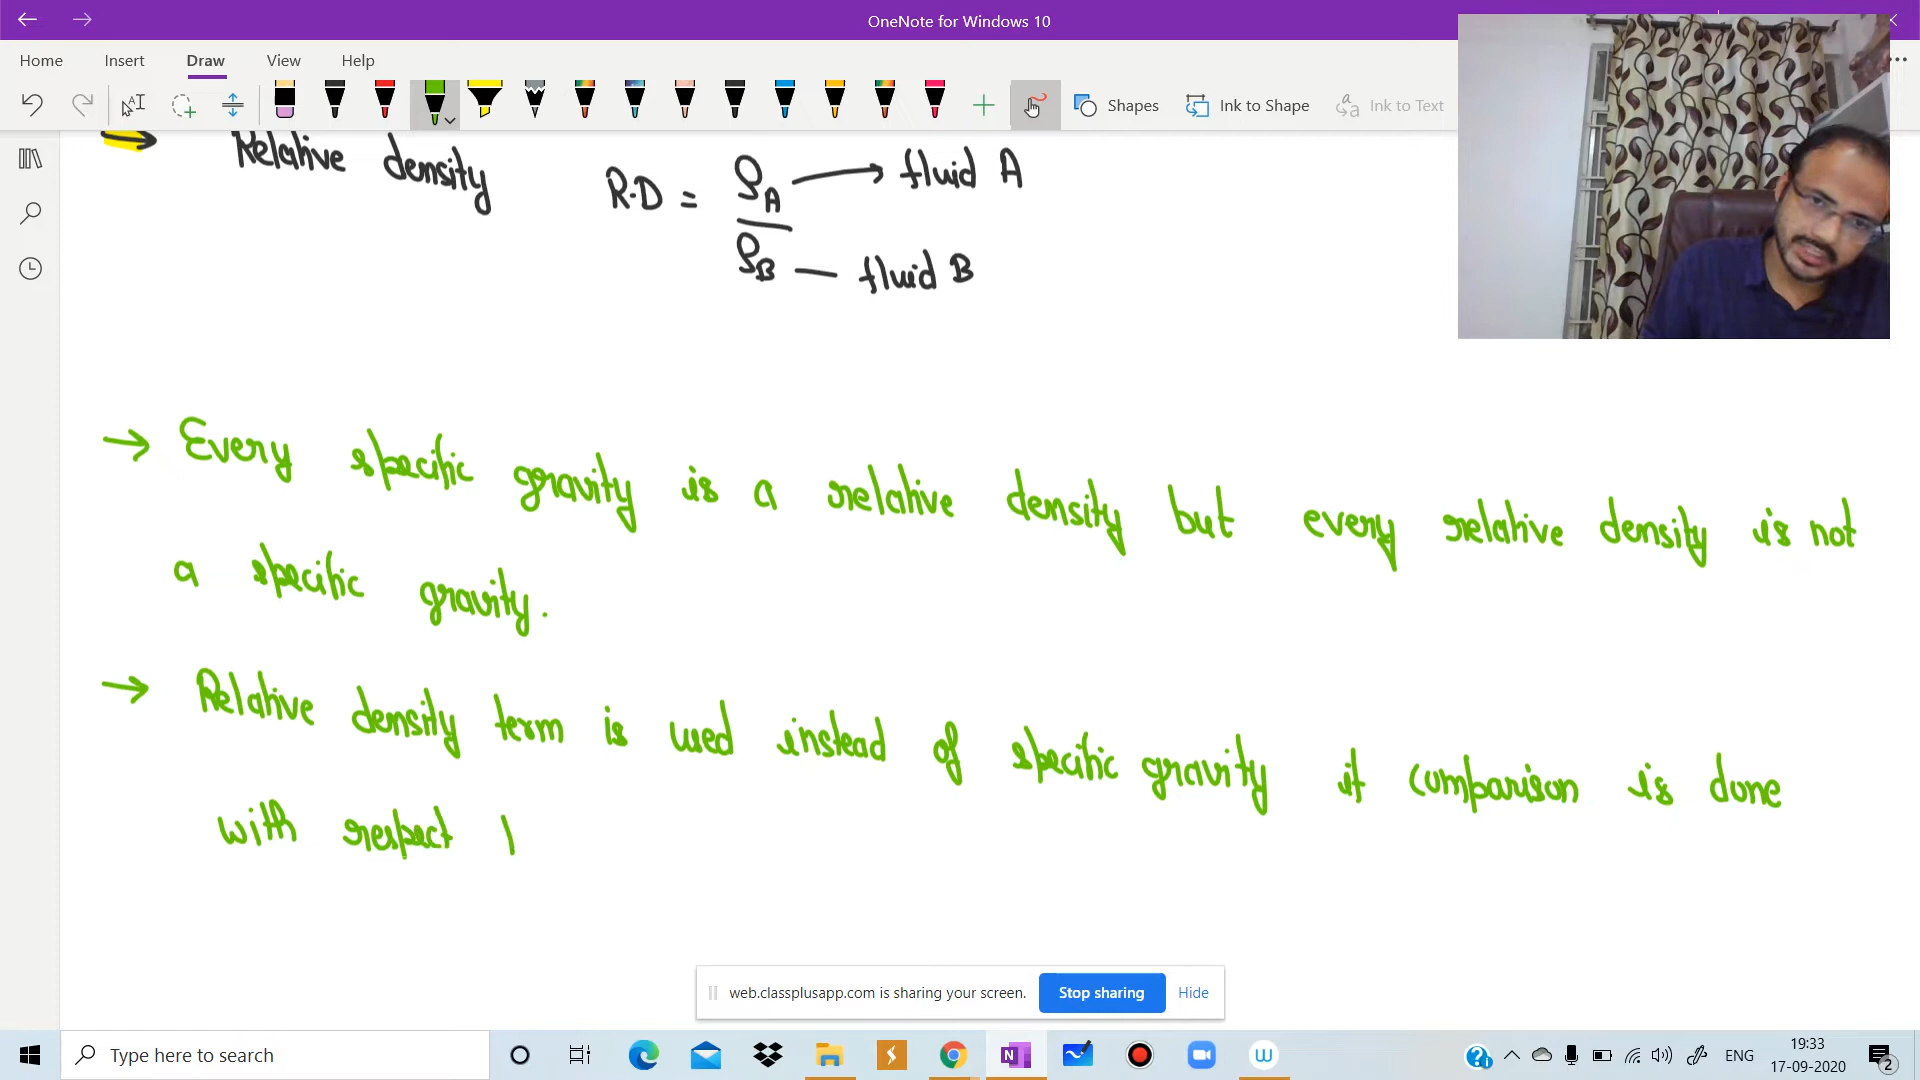 OneNote for Windows 10
Home Insert Draw View Help
Shapes Ink to Shape Ink to Text
Relative density R.D = ρA / ρB → fluid A
— fluid B
→ Every specific gravity is a relative density but every relative density is not
a specific gravity.
→ Relative density term is used instead of specific gravity if comparison is done
with respect
web.classplusapp.com is sharing your screen. Stop sharing Hide
Type here to search
ENG
19:33
17-09-2020
2